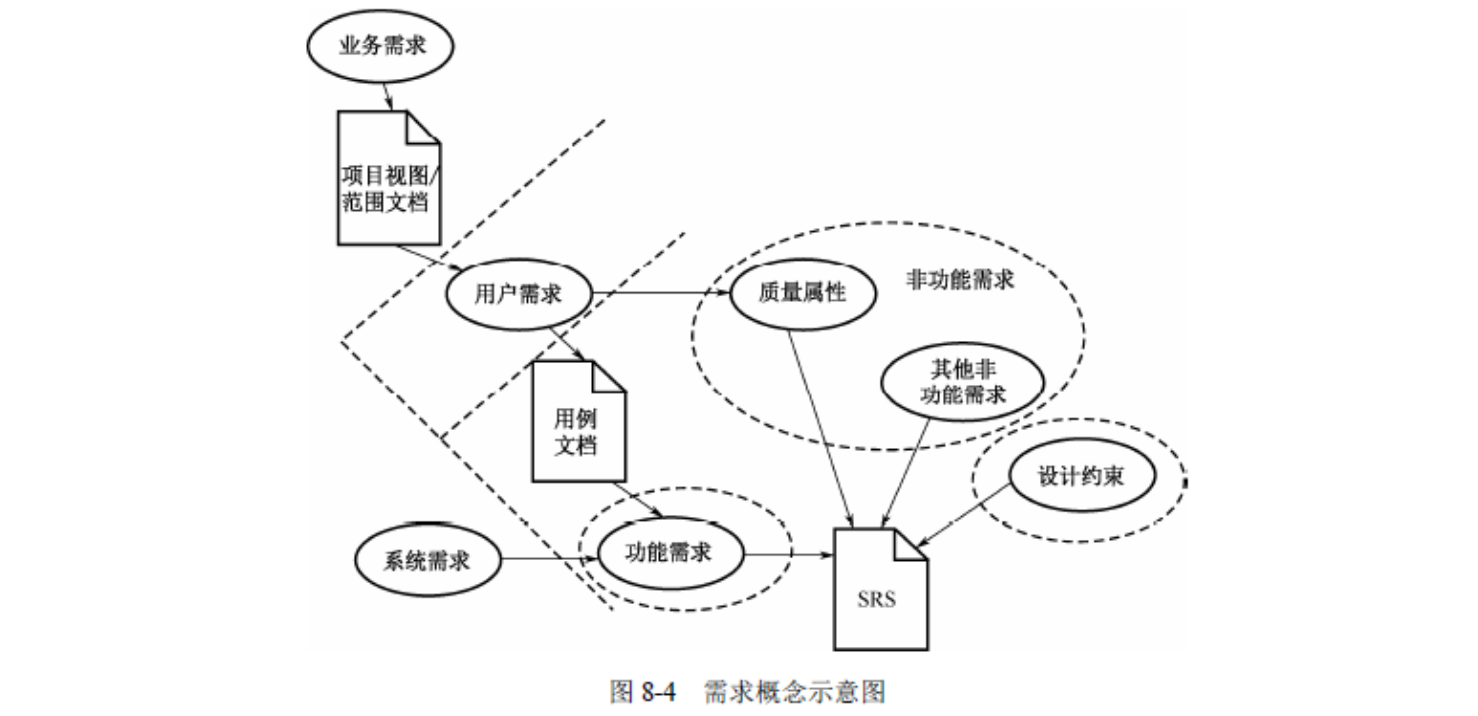 业务需求
项目视图/
范围文档
用户需求
质量属性
非功能需求
其他非
功能需求
用例
文档
设计约束
系统需求
功能需求
SRS
图 8-4 需求概念示意图